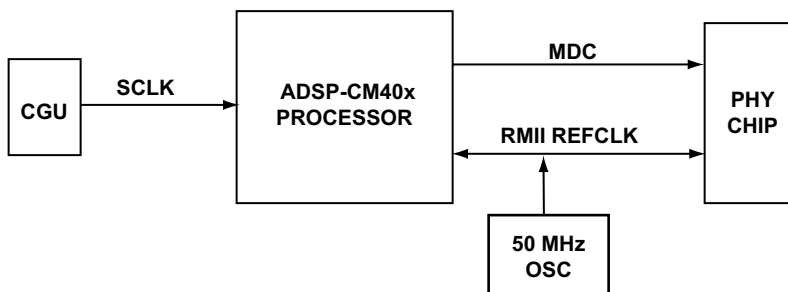 CGU
SCLK
ADSP-CM40x
PROCESSOR
MDC
RMII REFCLK
PHY
CHIP
50 MHz
OSC